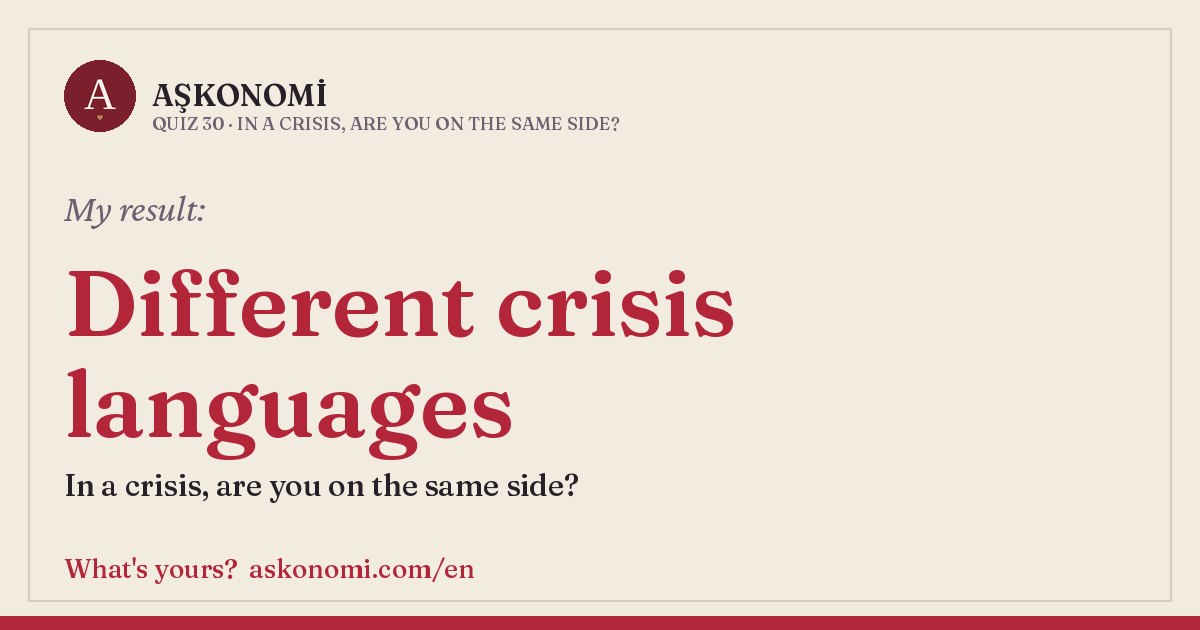 A
AŞKONOMİ
QUIZ 30 · IN A CRISIS, ARE YOU ON THE SAME SIDE?
My result:
Different crisis
languages
In a crisis, are you on the same side?
What's yours? askonomi.com/en